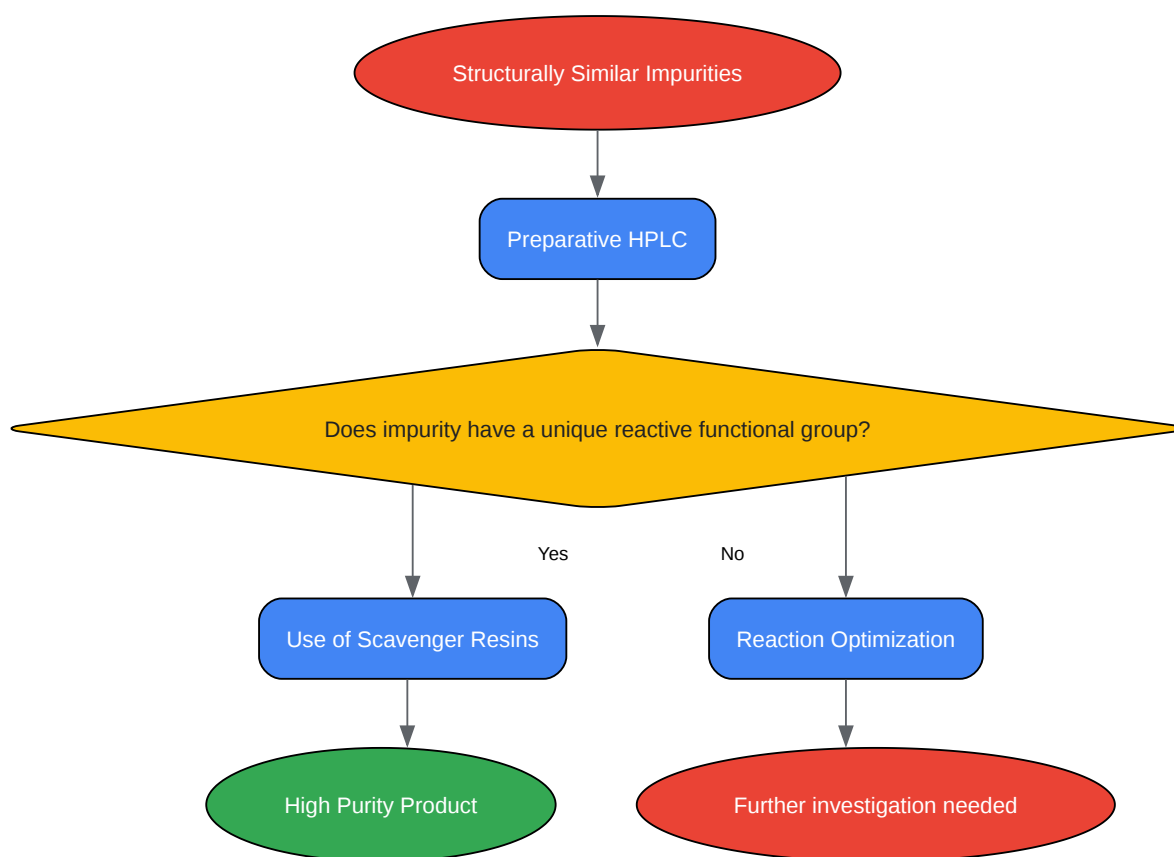 Structurally Similar Impurities
Preparative HPLC
Does impurity have a unique reactive functional group?
Yes
No
Use of Scavenger Resins
Reaction Optimization
High Purity Product
Further investigation needed